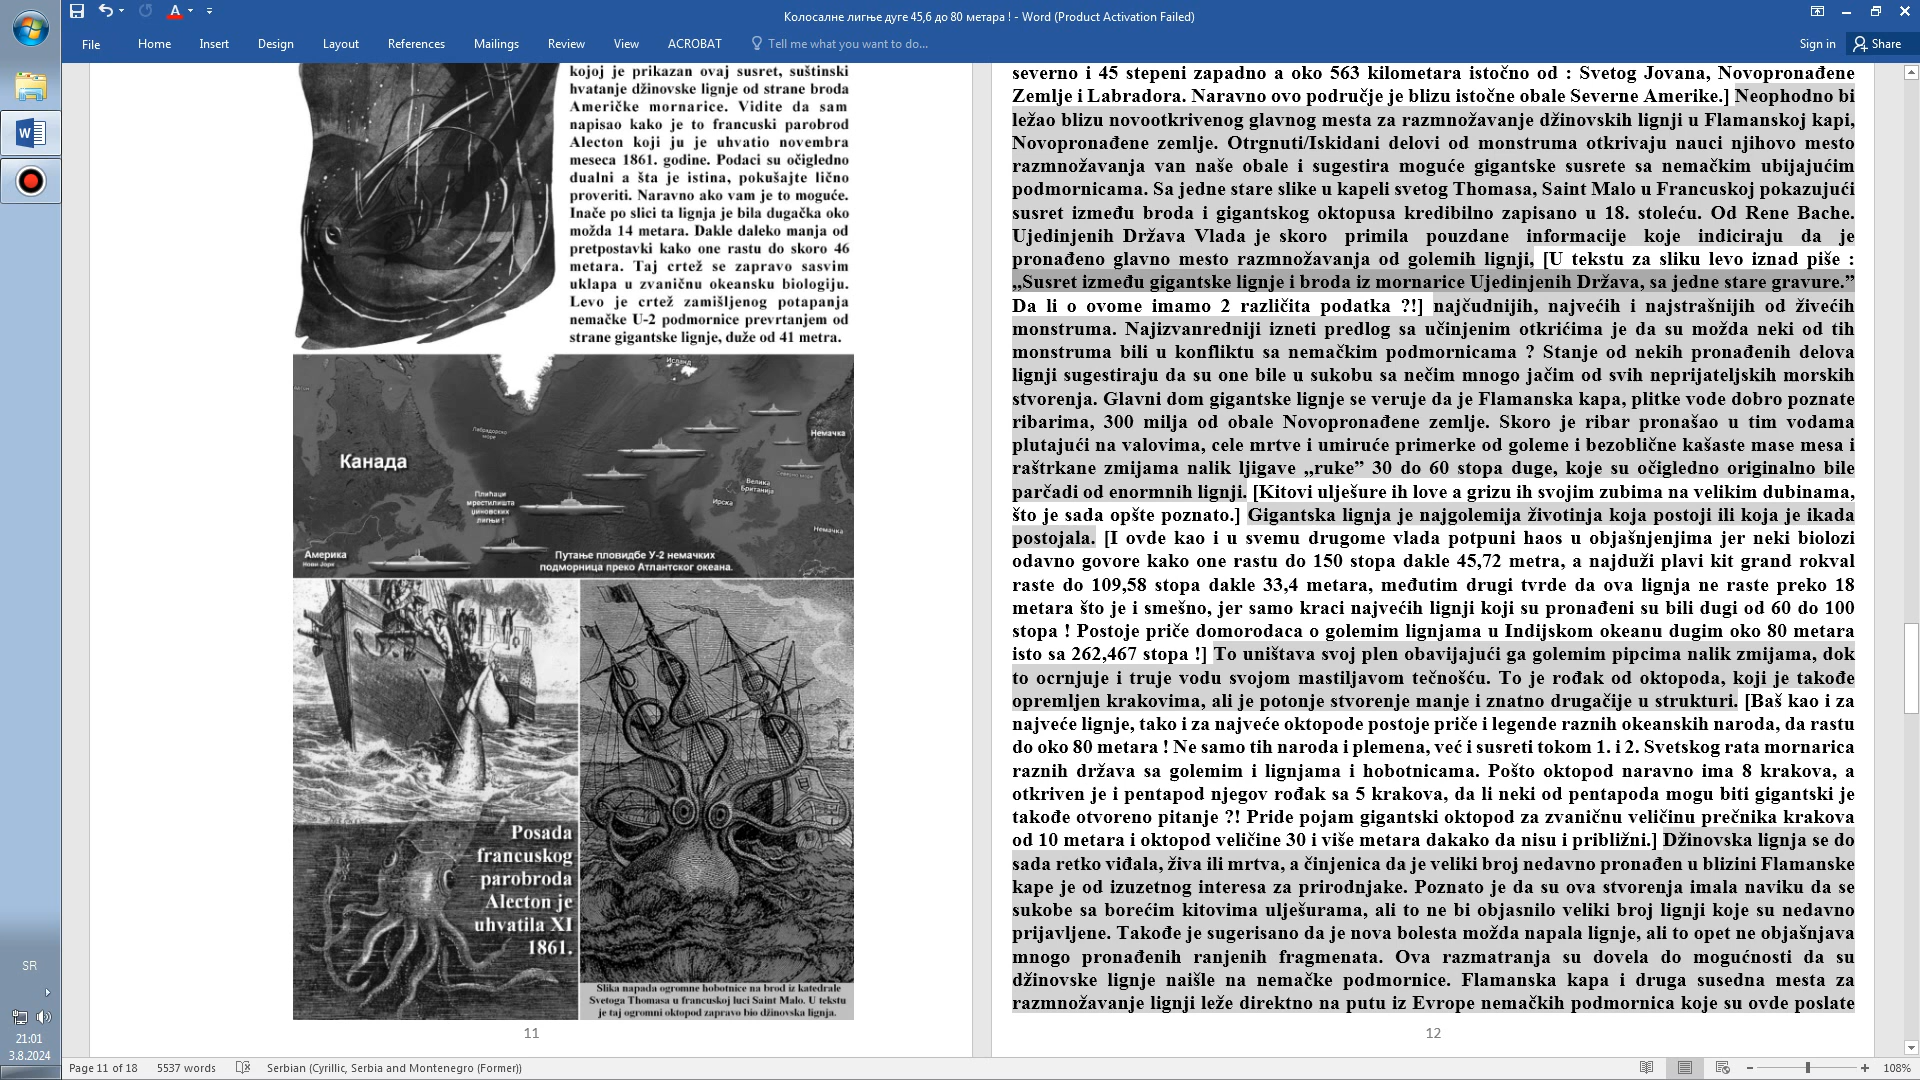 Колосалне лигње дуге 45,6 до 80 метара ! - Word (Product Activation Failed)
File Home Insert Design Layout References Mailings Review View ACROBAT Tell me what you want to do... Sign in Share
kojoj je prikazan ovaj susret, suštinski
hvatanje džinovske lignje od strane broda
Američke mornarice. Vidite da sam
napisao kako je to francuski parobrod
Alecton koji ju je uhvatio novembra
meseca 1861. godine. Podaci su očigledno
dualni a šta je istina, pokušajte lično
proveriti. Naravno ako vam je to moguće.
Inače po slici ta lignja je bila dugačka oko
možda 14 metara. Dakle daleko manja od
pretpostavki kako one rastu do skoro 46
metara. Taj crtež se zapravo sasvim
uklapa u zvaničnu okeansku biologiju.
Levo je crtež zamišljenog potapanja
nemačke U-2 podmornice prevrtanjem od
strane gigantske lignje, duže od 41 metra.
Исланд
Лабрадорско
море
Немачка
Канада
Велика
Британија
Плићаци
мрестилишта
џиновских
лигњи !
Ирска
Немачка
Америка
Путање пловидбе У-2 немачких
подморница преко Атлантског океана.
Posada
francuskog
parobroda
Alecton je
uhvatila XI
1861.
Slika napada ogromne hobotnice na brod iz katedrale
Svetoga Thomasa u francuskoj luci Saint Malo. U tekstu
je taj ogromni oktopod zapravo bio džinovska lignja.
11
severno i 45 stepeni zapadno a oko 563 kilometara istočno od : Svetog Jovana, Novopronađene
Zemlje i Labradora. Naravno ovo područje je blizu istočne obale Severne Amerike.] Neophodno bi
ležao blizu novootkrivenog glavnog mesta za razmnožavanje džinovskih lignji u Flamanskoj kapi,
Novopronađene zemlje. Otrgnuti/Iskidani delovi od monstruma otkrivaju nauci njihovo mesto
razmnožavanja van naše obale i sugestira moguće gigantske susrete sa nemačkim ubijajućim
podmornicama. Sa jedne stare slike u kapeli svetog Thomasa, Saint Malo u Francuskoj pokazujući
susret između broda i gigantskog oktopusa kredibilno zapisano u 18. stoleću. Od Rene Bache.
Ujedinjenih Država Vlada je skoro primila pouzdane informacije koje indiciraju da je
pronađeno glavno mesto razmnožavanja od golemih lignji, [U tekstu za sliku levo iznad piše :
„Susret između gigantske lignje i broda iz mornarice Ujedinjenih Država, sa jedne stare gravure.”
Da li o ovome imamo 2 različita podatka ?!] najčudnijih, najvećih i najstrašnijih od živećih
monstruma. Najizvanredniji izneti predlog sa učinjenim otkrićima je da su možda neki od tih
monstruma bili u konfliktu sa nemačkim podmornicama ? Stanje od nekih pronađenih delova
lignji sugestiraju da su one bile u sukobu sa nečim mnogo jačim od svih neprijateljskih morskih
stvorenja. Glavni dom gigantske lignje se veruje da je Flamanska kapa, plitke vode dobro poznate
ribarima, 300 milja od obale Novopronađene zemlje. Skoro je ribar pronašao u tim vodama
plutajući na valovima, cele mrtve i umiruće primerke od goleme i bezoblične kašaste mase mesa i
raštrkane zmijama nalik ljigave „ruke” 30 do 60 stopa duge, koje su očigledno originalno bile
parčadi od enormnih lignji. [Kitovi ulješure ih love a grizu ih svojim zubima na velikim dubinama,
što je sada opšte poznato.] Gigantska lignja je najgolemija životinja koja postoji ili koja je ikada
postojala. [I ovde kao i u svemu drugome vlada potpuni haos u objašnjenjima jer neki biolozi
odavno govore kako one rastu do 150 stopa dakle 45,72 metra, a najduži plavi kit grand rokval
raste do 109,58 stopa dakle 33,4 metara, međutim drugi tvrde da ova lignja ne raste preko 18
metara što je i smešno, jer samo kraci najvećih lignji koji su pronađeni su bili dugi od 60 do 100
stopa ! Postoje priče domorodaca o golemim lignjama u Indijskom okeanu dugim oko 80 metara
isto sa 262,467 stopa !] To uništava svoj plen obavijajući ga golemim pipcima nalik zmijama, dok
to ocrnjuje i truje vodu svojom mastiljavom tečnošću. To je rođak od oktopoda, koji je takođe
opremljen krakovima, ali je potonje stvorenje manje i znatno drugačije u strukturi. [Baš kao i za
najveće lignje, tako i za najveće oktopode postoje priče i legende raznih okeanskih naroda, da rastu
do oko 80 metara ! Ne samo tih naroda i plemena, već i susreti tokom 1. i 2. Svetskog rata mornarica
raznih država sa golemim i lignjama i hobotnicama. Pošto oktopod naravno ima 8 krakova, a
otkriven je i pentapod njegov rođak sa 5 krakova, da li neki od pentapoda mogu biti gigantski je
takođe otvoreno pitanje ?! Pride pojam gigantski oktopod za zvaničnu veličinu prečnika krakova
od 10 metara i oktopod veličine 30 i više metara dakako da nisu i približni.] Džinovska lignja se do
sada retko viđala, živa ili mrtva, a činjenica da je veliki broj nedavno pronađen u blizini Flamanske
kape je od izuzetnog interesa za prirodnjake. Poznato je da su ova stvorenja imala naviku da se
sukobe sa borećim kitovima ulješurama, ali to ne bi objasnilo veliki broj lignji koje su nedavno
prijavljene. Takođe je sugerisano da je nova bolesta možda napala lignje, ali to opet ne objašnjava
mnogo pronađenih ranjenih fragmenata. Ova razmatranja su dovela do mogućnosti da su
džinovske lignje naišle na nemačke podmornice. Flamanska kapa i druga susedna mesta za
razmnožavanje lignji leže direktno na putu iz Evrope nemačkih podmornica koje su ovde poslate
12
SR
21:01
3.8.2024
Page 11 of 18 5537 words Serbian (Cyrillic, Serbia and Montenegro (Former)) 108%